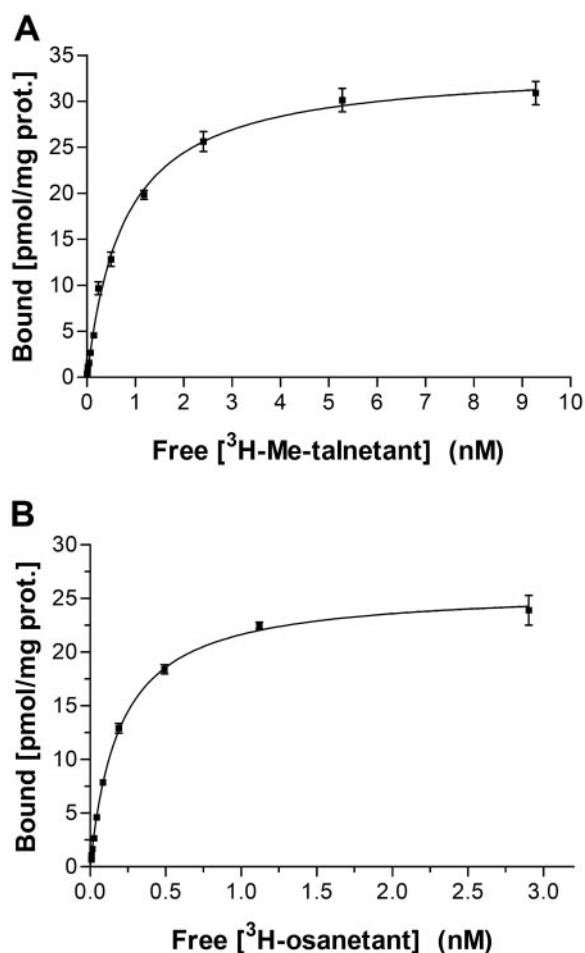 A
Bound [pmol/mg prot.]
35
30
25
20
15
10
5
0
0 1 2 3 4 5 6 7 8 9 10
Free [³H-Me-talnetant] (nM)
B
Bound [pmol/mg prot.]
30
25
20
15
10
5
0
0.0 0.5 1.0 1.5 2.0 2.5 3.0
Free [³H-osanetant] (nM)